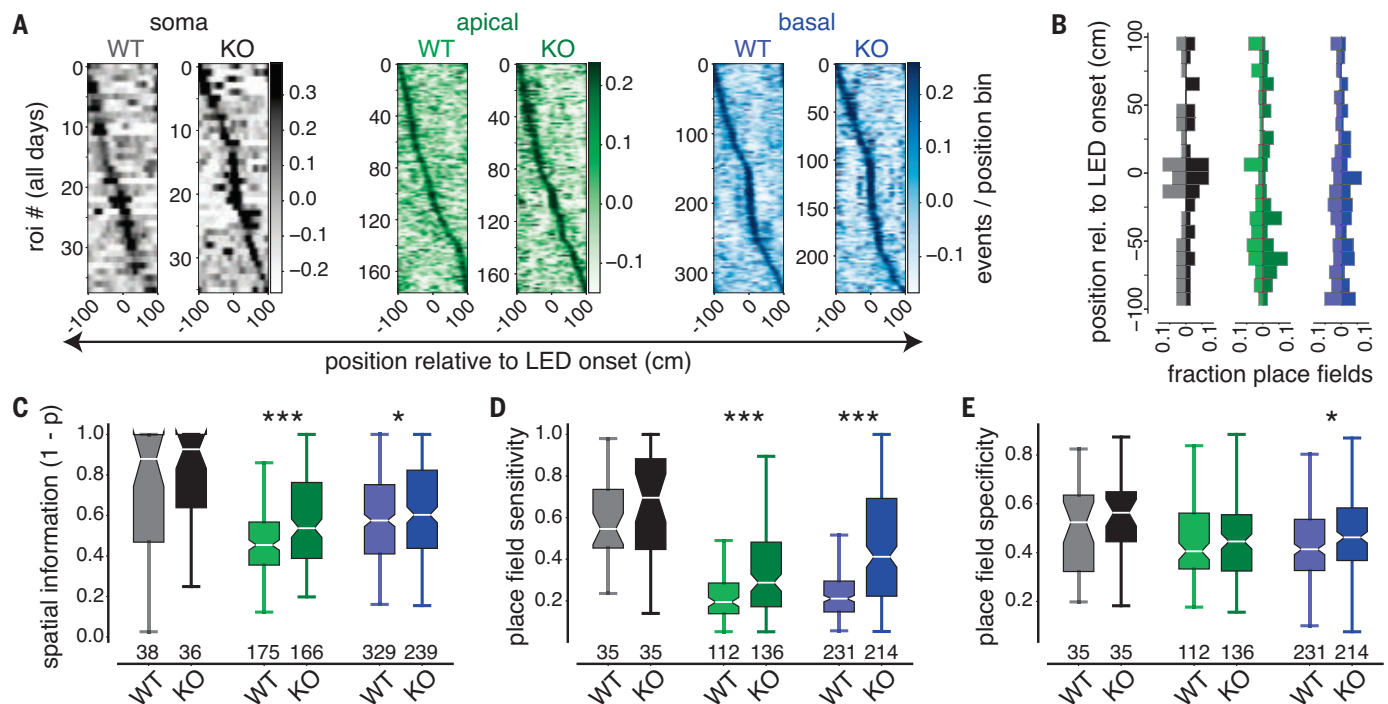 A
soma
apical
basal
WT KO WT KO WT KO
roi # (all days)
0
10
20
30
0
10
20
30
0.3
0.2
0.1
0.0
−0.1
−0.2
0
40
80
120
160
0
40
80
120
160
0.2
0.1
0.0
−0.1
0
100
200
300
0
50
100
150
200
0.2
0.1
0.0
−0.1
events / position bin
-100 0 100 -100 0 100 -100 0 100 -100 0 100 -100 0 100 -100 0 100
position relative to LED onset (cm)
B
position rel. to LED onset (cm)
100
50
0
−50
−100
0.1 0 0.1 0.1 0 0.1 0.1 0 0.1
fraction place fields
C
spatial information (1 - p)
1.0
0.8
0.6
0.4
0.2
0.0
*** *
38 36 175 166 329 239
WT KO WT KO WT KO
D
place field sensitivity
1.0
0.8
0.6
0.4
0.2
*** ***
35 35 112 136 231 214
WT KO WT KO WT KO
E
place field specificity
0.8
0.6
0.4
0.2
*
35 35 112 136 231 214
WT KO WT KO WT KO